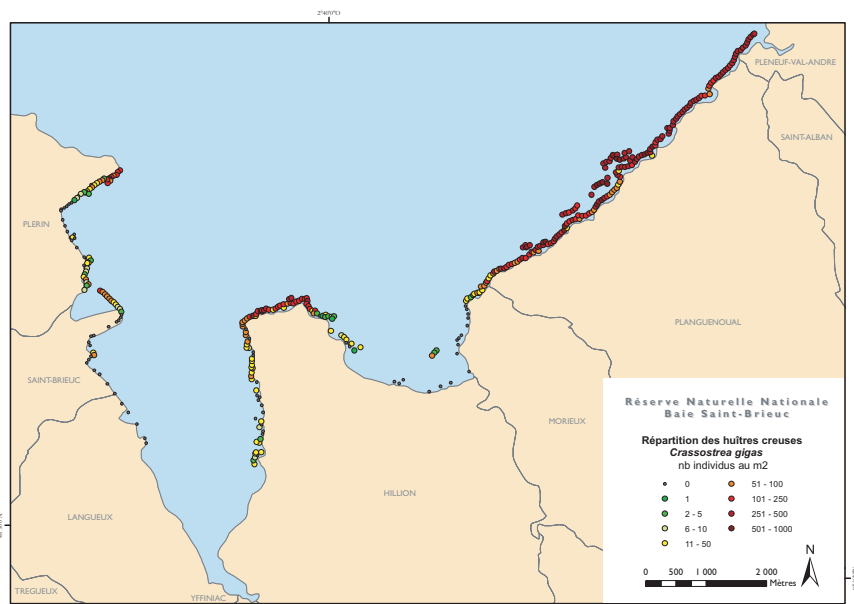 2°40'0"O
PLENEUF-VAL-ANDRE
SAINT-ALBAN
PLERIN
PLANGUENOUAL
SAINT-BRIEUC
MORIEUX
HILLION
LANGUEUX
TREGUEUX
YFFINIAC
Réserve Naturelle Nationale
Baie Saint-Brieuc
Répartition des huîtres creuses
Crassostrea gigas
nb individus au m2
0
1
2 - 5
6 - 10
11 - 50
51 - 100
101 - 250
251 - 500
501 - 1000
N
0 500 1 000 2 000
Mètres